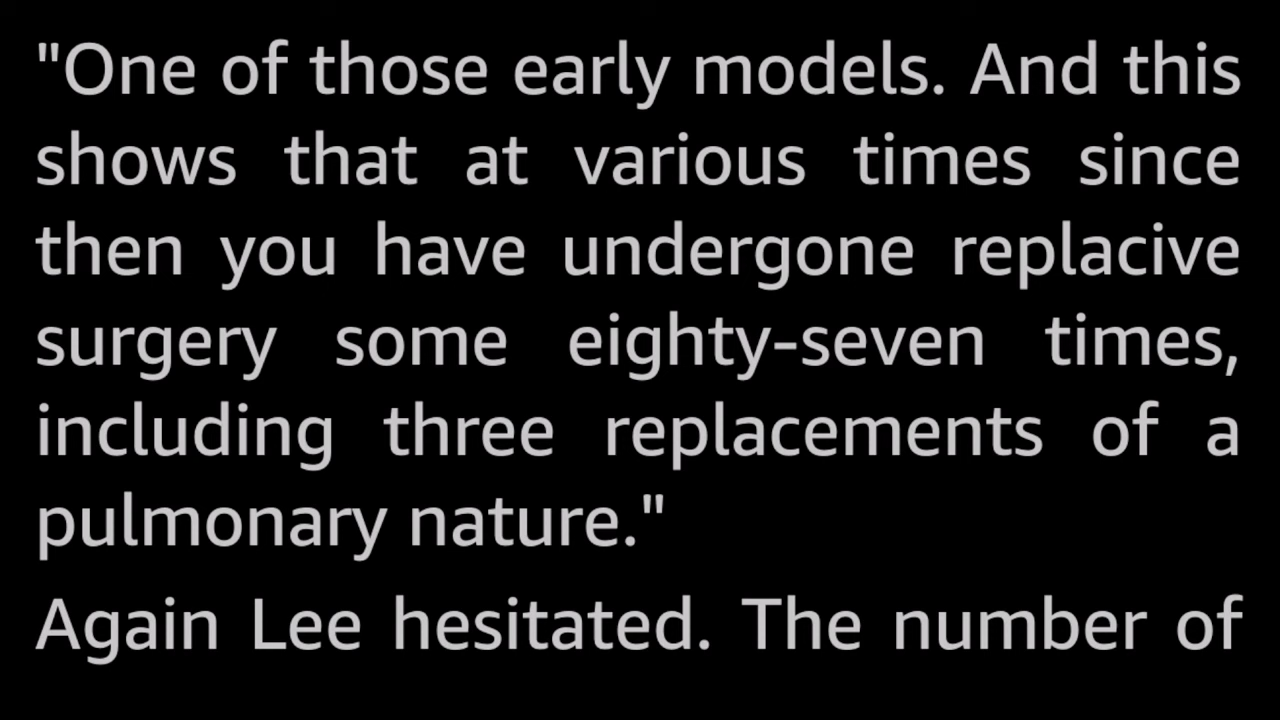 "One of those early models. And this
shows that at various times since
then you have undergone replacive
surgery some eighty-seven times,
including three replacements of a
pulmonary nature."
Again Lee hesitated. The number of